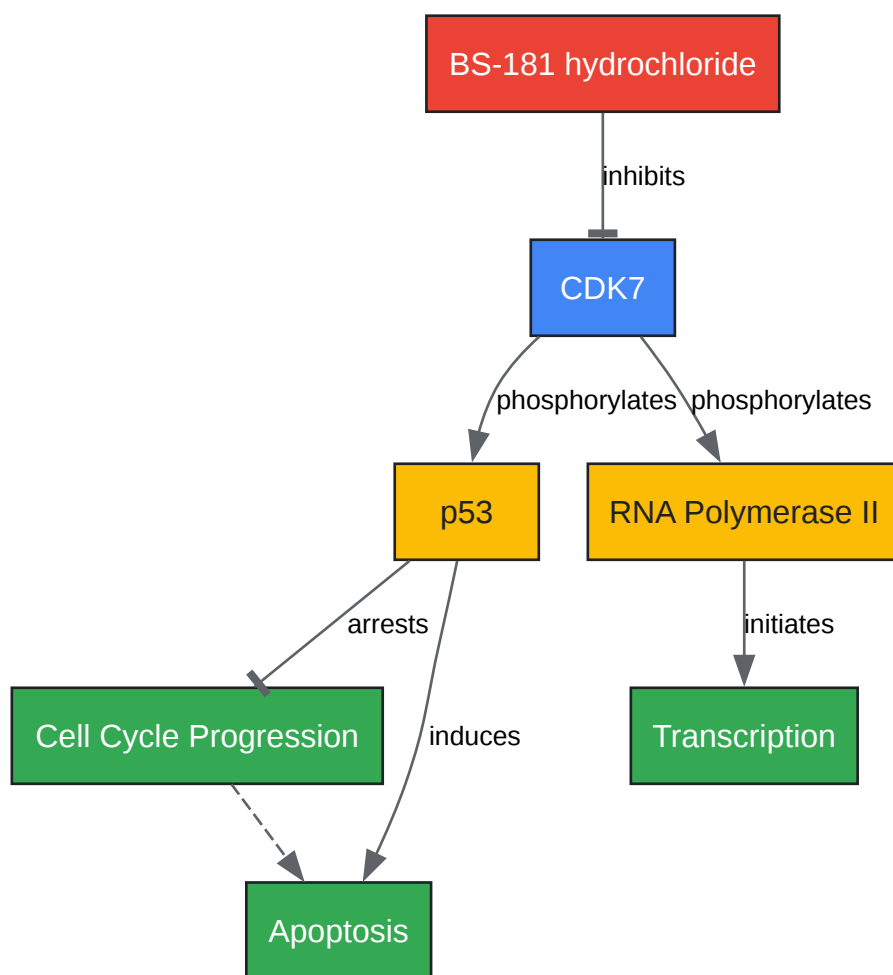 BS-181 hydrochloride
inhibits
CDK7
phosphorylates
phosphorylates
p53
RNA Polymerase II
arrests
initiates
Cell Cycle Progression
induces
Transcription
Apoptosis